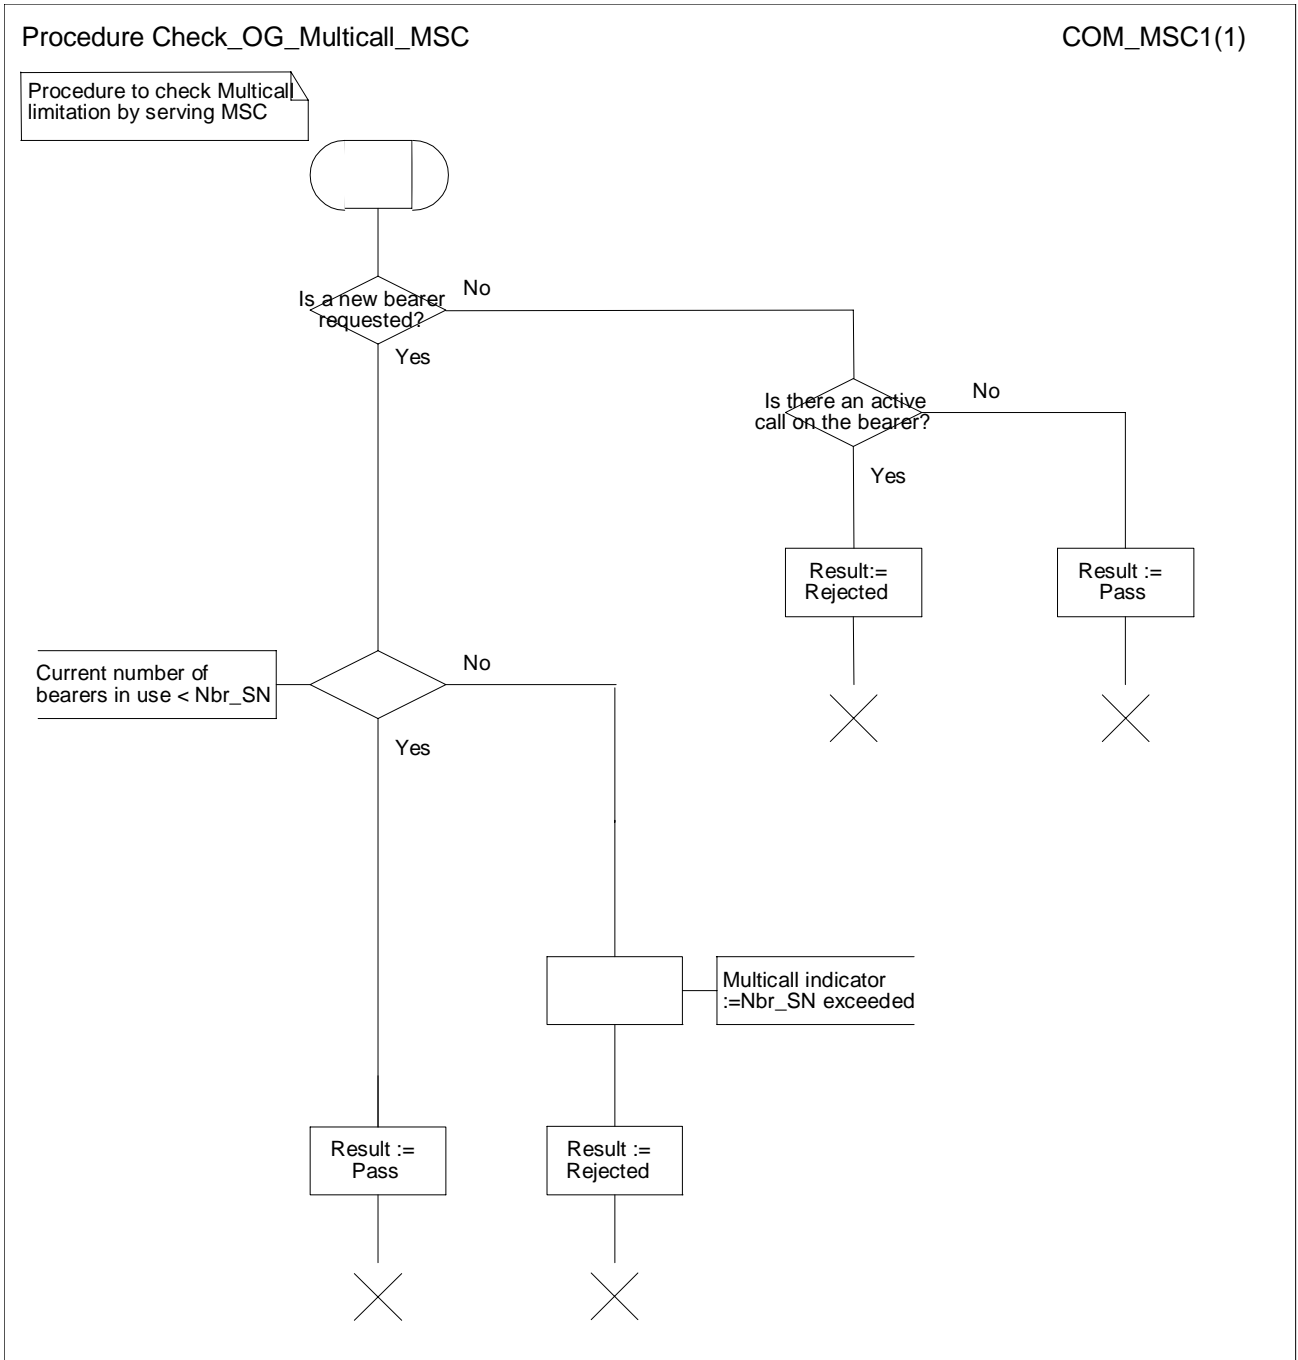 Procedure Check_OG_Multicall_MSC
COM_MSC1(1)
Procedure to check Multicall
limitation by serving MSC
Is a new bearer
requested?
No
Yes
Is there an active
call on the bearer?
No
Yes
Result:=
Rejected
Result :=
Pass
Current number of
bearers in use < Nbr_SN
No
Yes
Multicall indicator
:=Nbr_SN exceeded
Result :=
Pass
Result :=
Rejected